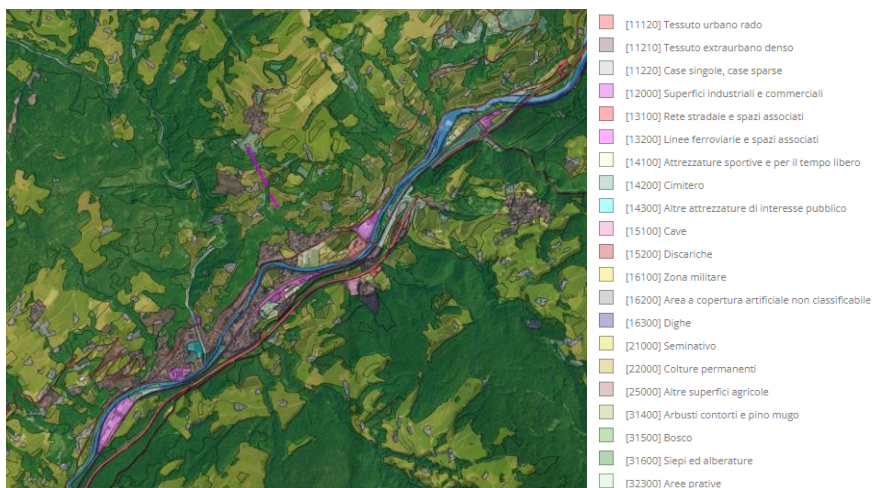 [11120] Tessuto urbano rado
[11210] Tessuto extraurbano denso
[11220] Case singole, case sparse
[12000] Superfici industriali e commerciali
[13100] Rete stradale e spazi associati
[13200] Linee ferroviarie e spazi associati
[14100] Attrezzature sportive e per il tempo libero
[14200] Cimitero
[14300] Altre attrezzature di interesse pubblico
[15100] Cave
[15200] Discariche
[16100] Zona militare
[16200] Area a copertura artificiale non classificabile
[16300] Dighe
[21000] Seminativo
[22000] Colture permanenti
[25000] Altre superfici agricole
[31400] Arbusti contorti e pino mugo
[31500] Bosco
[31600] Siepi ed alberature
[32300] Aree prative